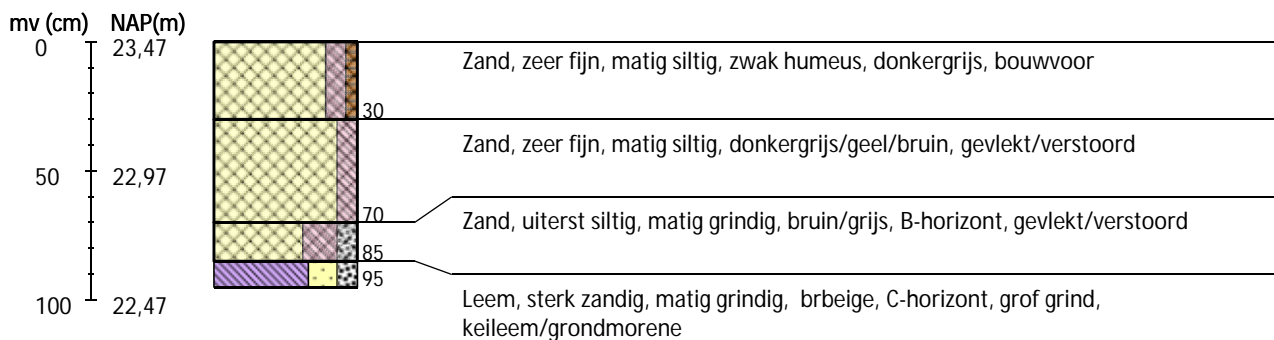 mv (cm) NAP(m)
0 23,47
Zand, zeer fijn, matig siltig, zwak humeus, donkergrijs, bouwvoor
30
Zand, zeer fijn, matig siltig, donkergrijs/geel/bruin, gevlekt/verstoord
50 22,97
70
Zand, uiterst siltig, matig grindig, bruin/grijs, B-horizont, gevlekt/verstoord
85
95
100 22,47
Leem, sterk zandig, matig grindig, brbeige, C-horizont, grof grind,
keileem/grondmorene